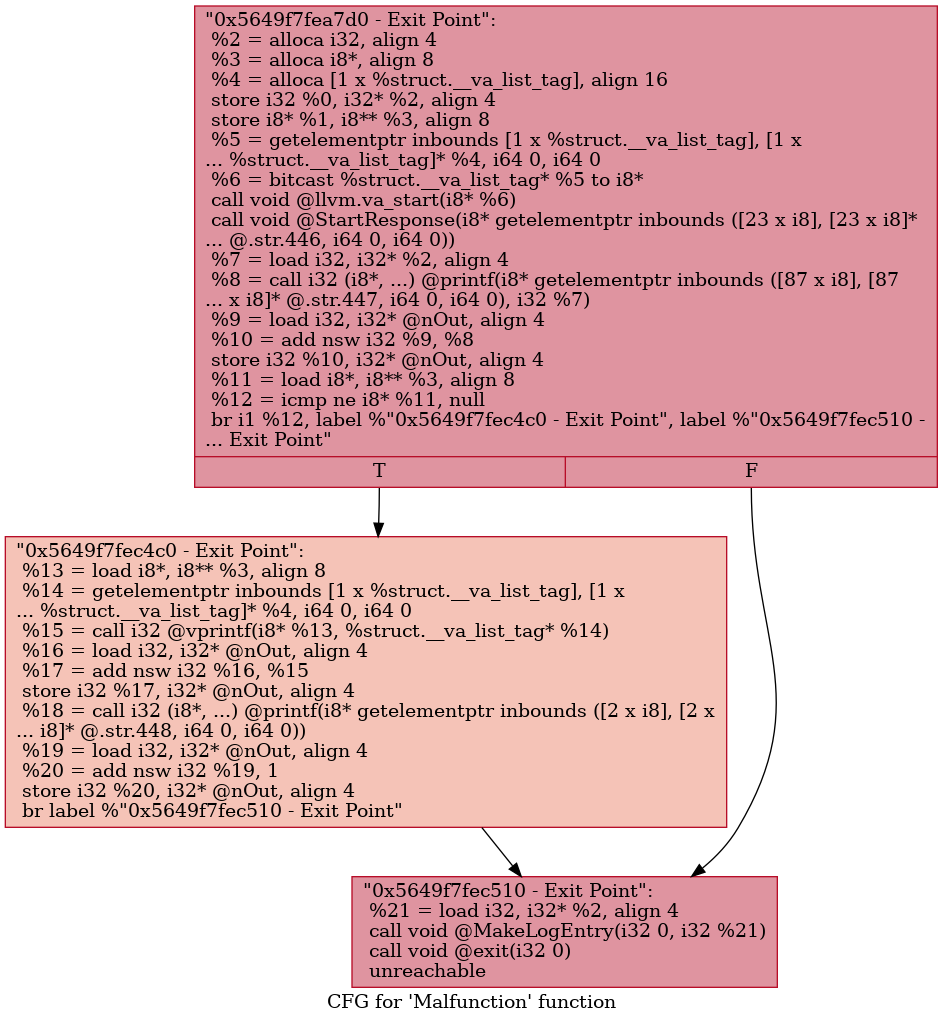 "0x5649f7fea7d0 - Exit Point":
%2 = alloca i32, align 4
%3 = alloca i8*, align 8
%4 = alloca [1 x %struct.__va_list_tag], align 16
store i32 %0, i32* %2, align 4
store i8* %1, i8** %3, align 8
%5 = getelementptr inbounds [1 x %struct.__va_list_tag], [1 x
... %struct.__va_list_tag]* %4, i64 0, i64 0
%6 = bitcast %struct.__va_list_tag* %5 to i8*
call void @llvm.va_start(i8* %6)
call void @StartResponse(i8* getelementptr inbounds ([23 x i8], [23 x i8]*
... @.str.446, i64 0, i64 0))
%7 = load i32, i32* %2, align 4
%8 = call i32 (i8*, ...) @printf(i8* getelementptr inbounds ([87 x i8], [87
... x i8]* @.str.447, i64 0, i64 0), i32 %7)
%9 = load i32, i32* @nOut, align 4
%10 = add nsw i32 %9, %8
store i32 %10, i32* @nOut, align 4
%11 = load i8*, i8** %3, align 8
%12 = icmp ne i8* %11, null
br i1 %12, label %"0x5649f7fec4c0 - Exit Point", label %"0x5649f7fec510 -
... Exit Point"
T
F
"0x5649f7fec4c0 - Exit Point":
%13 = load i8*, i8** %3, align 8
%14 = getelementptr inbounds [1 x %struct.__va_list_tag], [1 x
... %struct.__va_list_tag]* %4, i64 0, i64 0
%15 = call i32 @vprintf(i8* %13, %struct.__va_list_tag* %14)
%16 = load i32, i32* @nOut, align 4
%17 = add nsw i32 %16, %15
store i32 %17, i32* @nOut, align 4
%18 = call i32 (i8*, ...) @printf(i8* getelementptr inbounds ([2 x i8], [2 x
... i8]* @.str.448, i64 0, i64 0))
%19 = load i32, i32* @nOut, align 4
%20 = add nsw i32 %19, 1
store i32 %20, i32* @nOut, align 4
br label %"0x5649f7fec510 - Exit Point"
"0x5649f7fec510 - Exit Point":
%21 = load i32, i32* %2, align 4
call void @MakeLogEntry(i32 0, i32 %21)
call void @exit(i32 0)
unreachable
CFG for 'Malfunction' function